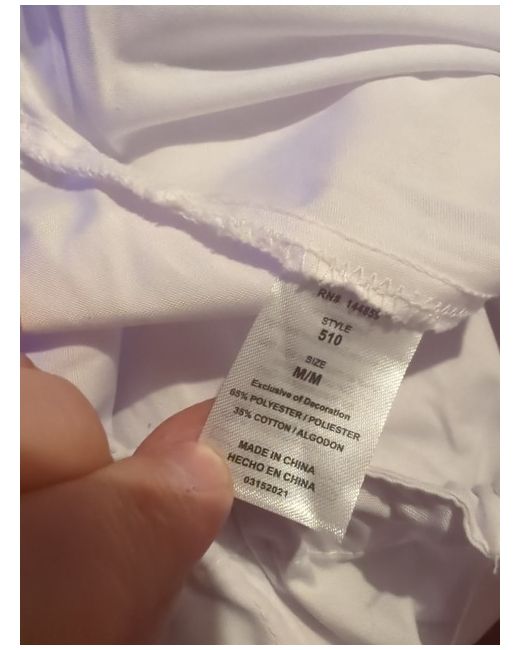 RN# 144855
STYLE
510
SIZE
M/M
Exclusive of Decoration
65% POLYESTER / POLIESTER
35% COTTON / ALGODON
MADE IN CHINA
HECHO EN CHINA
03152021